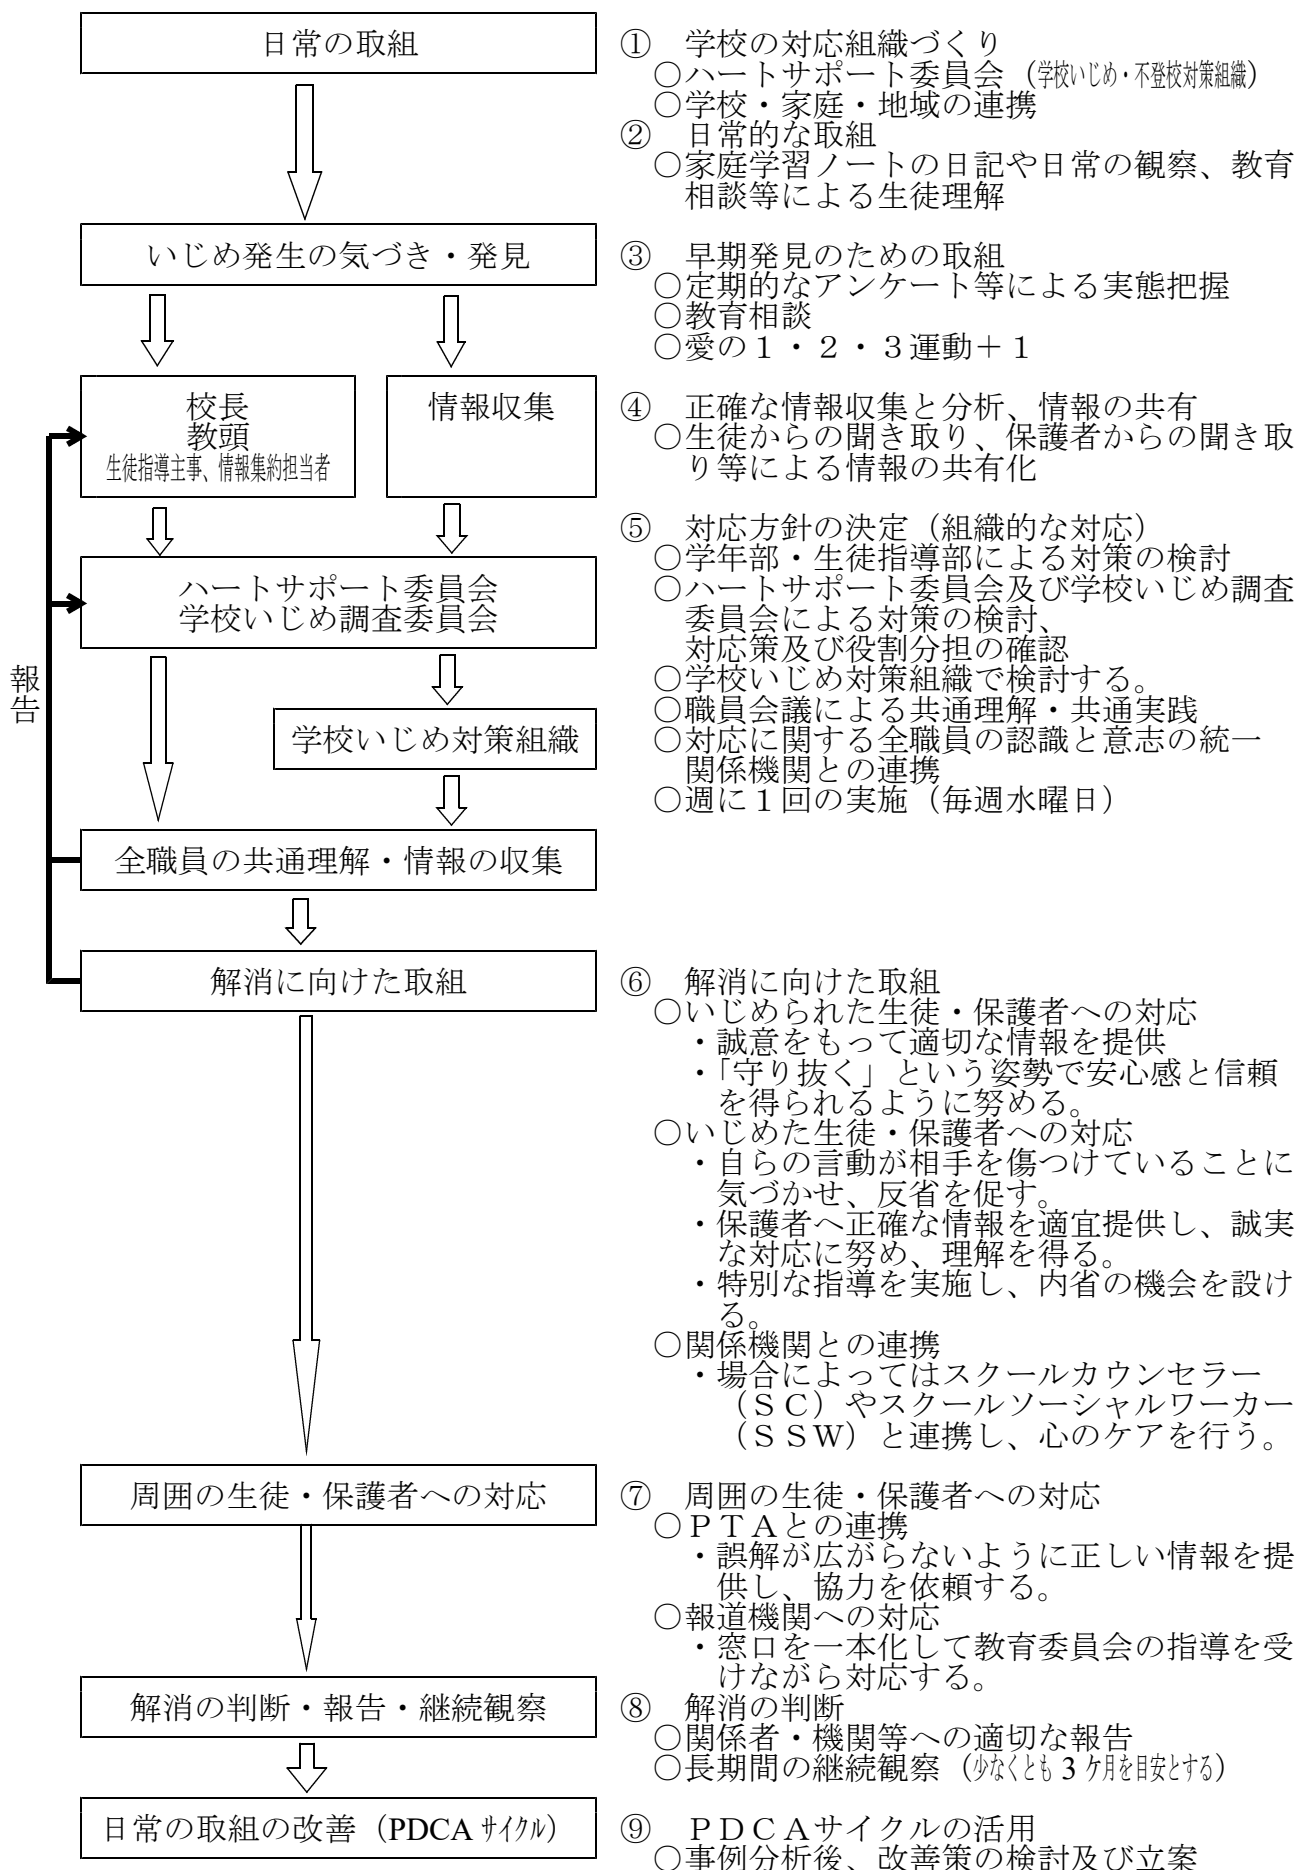 日常の取組
① 学校の対応組織づくり
○ハートサポート委員会（学校いじめ・不登校対策組織）
○学校・家庭・地域の連携
② 日常的な取組
○家庭学習ノートの日記や日常の観察、教育
相談等による生徒理解
いじめ発生の気づき・発見
③ 早期発見のための取組
○定期的なアンケート等による実態把握
○教育相談
○愛の１・２・３運動＋１
校長
教頭
生徒指導主事、情報集約担当者
情報収集
④ 正確な情報収集と分析、情報の共有
○生徒からの聞き取り、保護者からの聞き取
り等による情報の共有化
ハートサポート委員会
学校いじめ調査委員会
⑤ 対応方針の決定（組織的な対応）
○学年部・生徒指導部による対策の検討
○ハートサポート委員会及び学校いじめ調査
委員会による対策の検討、
対応策及び役割分担の確認
○学校いじめ対策組織で検討する。
○職員会議による共通理解・共通実践
○対応に関する全職員の認識と意志の統一
関係機関との連携
○週に１回の実施（毎週水曜日）
報告
学校いじめ対策組織
全職員の共通理解・情報の収集
解消に向けた取組
⑥ 解消に向けた取組
○いじめられた生徒・保護者への対応
・誠意をもって適切な情報を提供
・「守り抜く」という姿勢で安心感と信頼
を得られるように努める。
○いじめた生徒・保護者への対応
・自らの言動が相手を傷つけていることに
気づかせ、反省を促す。
・保護者へ正確な情報を適宜提供し、誠実
な対応に努め、理解を得る。
・特別な指導を実施し、内省の機会を設け
る。
○関係機関との連携
・場合によってはスクールカウンセラー
（ＳＣ）やスクールソーシャルワーカー
（ＳＳＷ）と連携し、心のケアを行う。
周囲の生徒・保護者への対応
⑦ 周囲の生徒・保護者への対応
○ＰＴＡとの連携
・誤解が広がらないように正しい情報を提
供し、協力を依頼する。
○報道機関への対応
・窓口を一本化して教育委員会の指導を受
けながら対応する。
解消の判断・報告・継続観察
⑧ 解消の判断
○関係者・機関等への適切な報告
○長期間の継続観察（少なくとも 3 ケ月を目安とする）
日常の取組の改善（PDCA サイクル）
⑨ ＰＤＣＡサイクルの活用
○事例分析後、改善策の検討及び立案